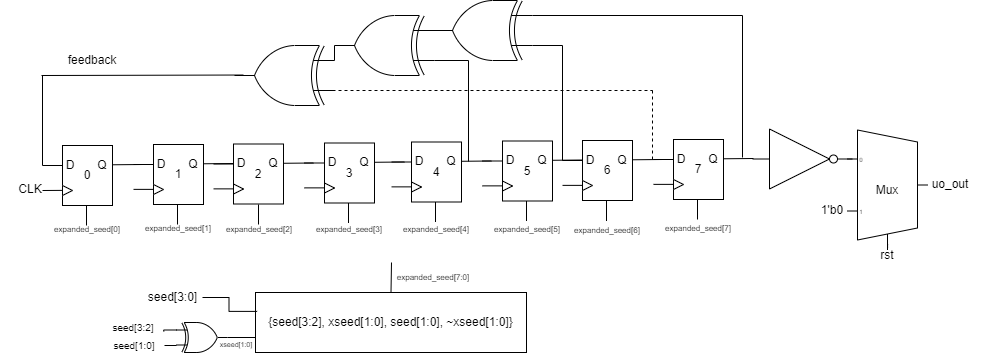 feedback
D Q
0
D Q
1
D Q
2
D Q
3
D Q
4
D Q
5
D Q
6
D Q
7
CLK
0
Mux
uo_out
1'b0
1
rst
expanded_seed[0]
expanded_seed[1]
expanded_seed[2]
expanded_seed[3]
expanded_seed[4]
expanded_seed[5]
expanded_seed[6]
expanded_seed[7]
expanded_seed[7:0]
seed[3:0]
{seed[3:2], xseed[1:0], seed[1:0], ~xseed[1:0]}
seed[3:2]
seed[1:0]
xseed[1:0]